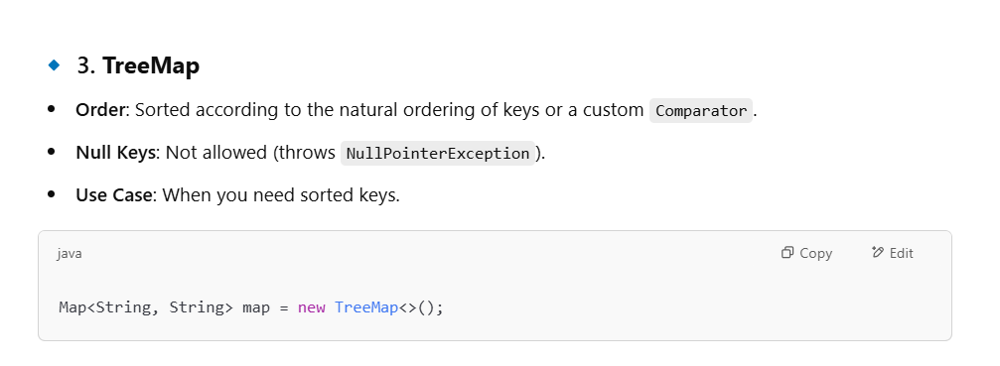 3. TreeMap
• Order: Sorted according to the natural ordering of keys or a custom Comparator.
• Null Keys: Not allowed (throws NullPointerException).
• Use Case: When you need sorted keys.
java Copy Edit
Map<String, String> map = new TreeMap<>();